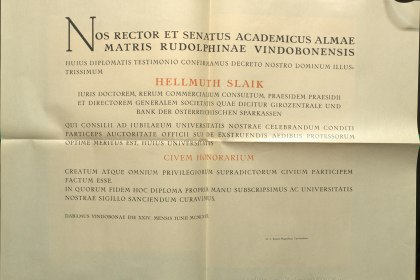 NOS RECTOR ET SENATUS ACADEMICUS ALMAE
MATRIS RUDOLPHINAE VINDOBONENSIS
HUIUS DIPLOMATIS TESTIMONIO CONFIRMAMUS DECRETO NOSTRO DOMINUM ILLUS-
TRISSIMUM
HELLMUTH SLAIK
IURIS DOCTOREM, RERUM COMMERCIALIUM CONSULTUM, PRAESIDEM PRAESIDII
ET DIRECTOREM GENERALEM SOCIETATIS QUAE DICITUR GIROZENTRALE UND
BANK DER ÖSTERREICHISCHEN SPARKASSEN
QUI CONSILII AD IUBILAEUM UNIVERSITATIS NOSTRAE CELEBRANDUM CONDITI
PARTICEPS AUCTORITATE OFFICII SUI DE EXSTRUENDIS AEDIBUS PROFESSORUM
OPTIME MERITUS EST, HUIUS UNIVERSITATIS
CIVEM HONORARIUM
CREATUM ATQUE OMNIUM PRIVILEGIORUM SUPRADICTORUM CIVIUM PARTICIPEM
FACTUM ESSE.
IN QUORUM FIDEM HOC DIPLOMA PROPRIA MANU SUBSCRIPSIMUS AC UNIVERSITATIS
NOSTRAE SIGILLO SANCIENDUM CURAVIMUS.
DABAMUS VINDOBONAE DIE XXIV MENSIS IUNII